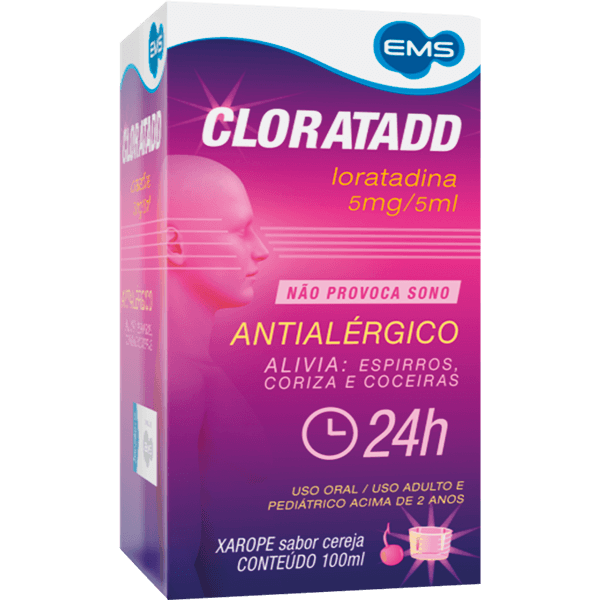 EMS
CLORATADD
loratadina
5mg/5ml
NÃO PROVOCA SONO
ANTIALÉRGICO
ALIVIA: ESPIRROS,
CORIZA E COCEIRAS
24h
USO ORAL / USO ADULTO E
PEDIÁTRICO ACIMA DE 2 ANOS
XAROPE sabor cereja
CONTEÚDO 100ml
CLORATADD